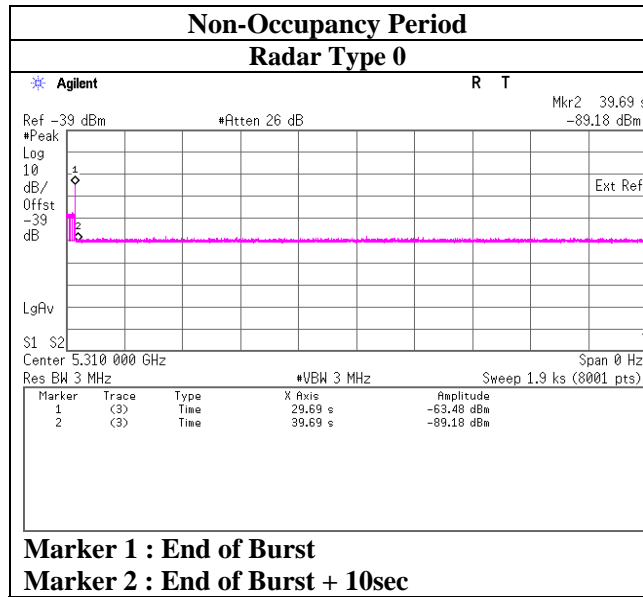 Non-Occupancy Period
Radar Type 0
Agilent R T
Mkr2 39.69 s
Ref -39 dBm #Atten 26 dB -89.18 dBm
#Peak
Log
10
dB/
Offst
-39
dB
1
2
Ext Ref
LgAv
S1 S2
Center 5.310 000 GHz Span 0 Hz
Res BW 3 MHz #VBW 3 MHz Sweep 1.9 ks (8001 pts)
Marker Trace Type X Axis Amplitude
1 (3) Time 29.69 s -63.48 dBm
2 (3) Time 39.69 s -89.18 dBm
Marker 1 : End of Burst
Marker 2 : End of Burst + 10sec